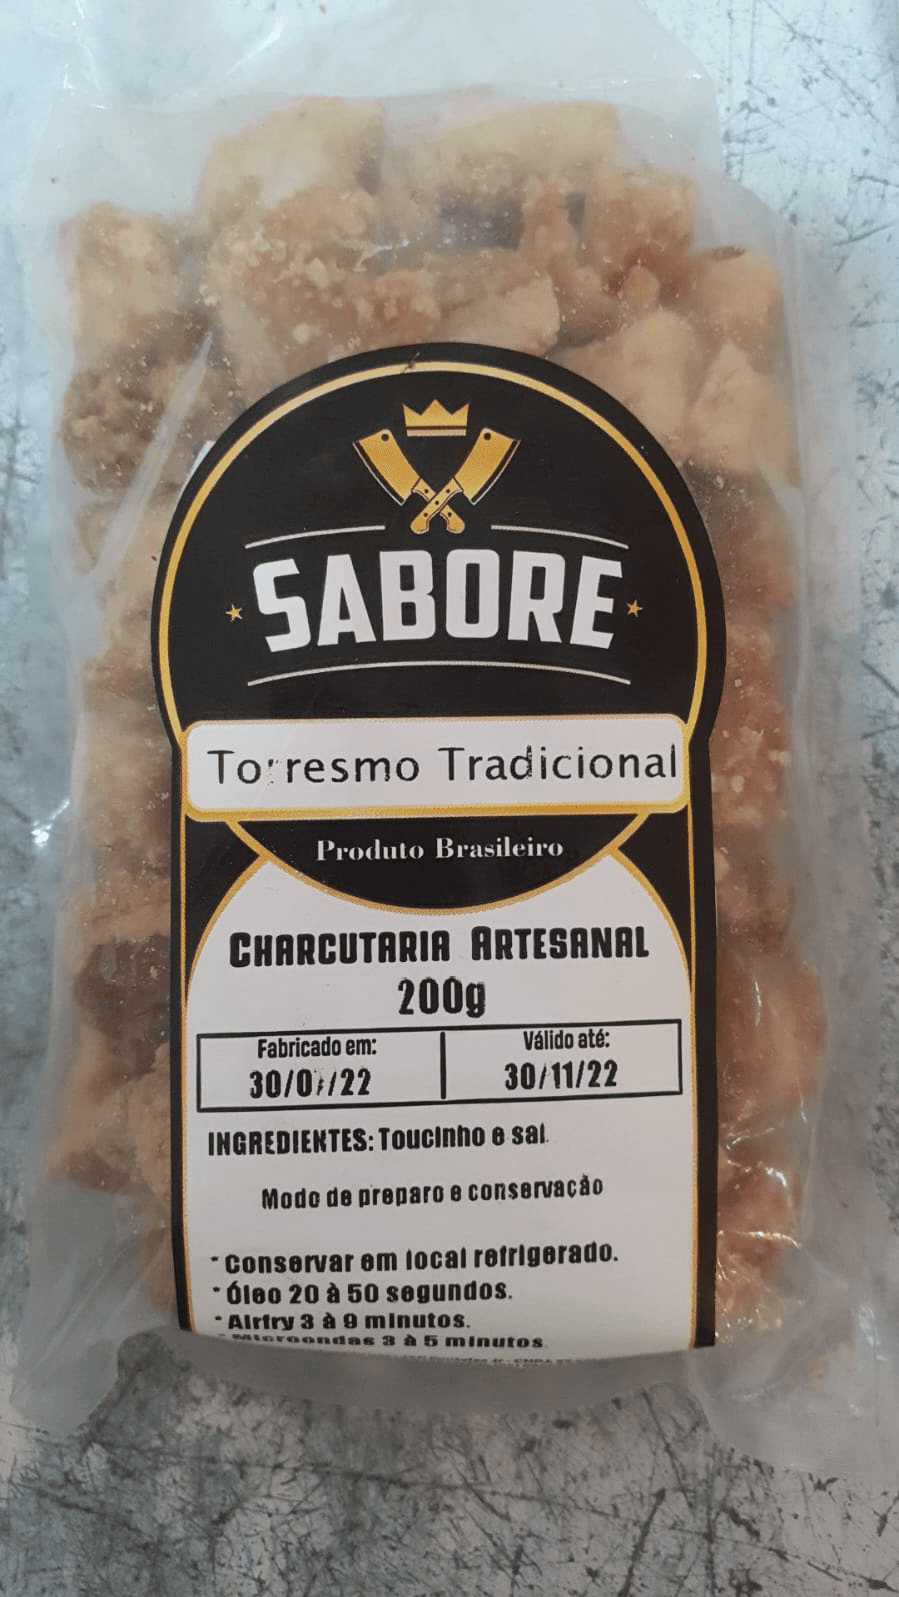 SABORE
Torresmo Tradicional
Produto Brasileiro
CHARCUTARIA ARTESANAL
200g
Fabricado em:
Válido até:
30/11/22
INGREDIENTES: Toucinho e sal.
Modo de preparo e conservação
* Conservar em local refrigerado.
* Óleo 20 à 50 segundos.
* Airfry 3 à 9 minutos.
* Microondas 3 à 5 minutos.